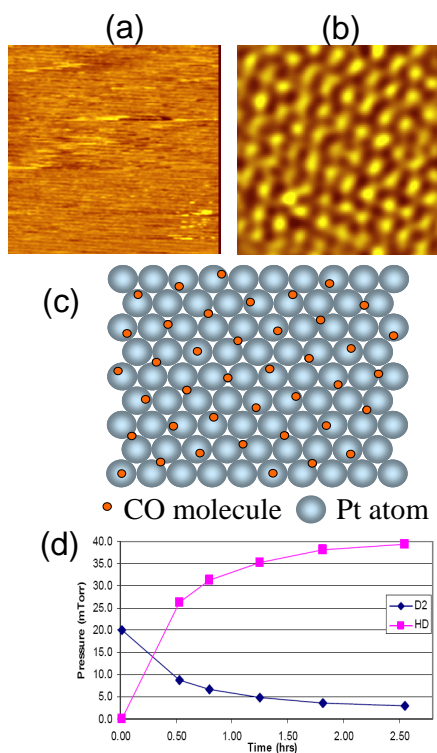 (a) (b)
(c)
CO molecule Pt atom
(d)
40.0
35.0
30.0
25.0
20.0
15.0
10.0
5.0
0.0
Pressure (mTorr)
D2
HD
0.00 0.50 1.00 1.50 2.00 2.50
Time (hrs)